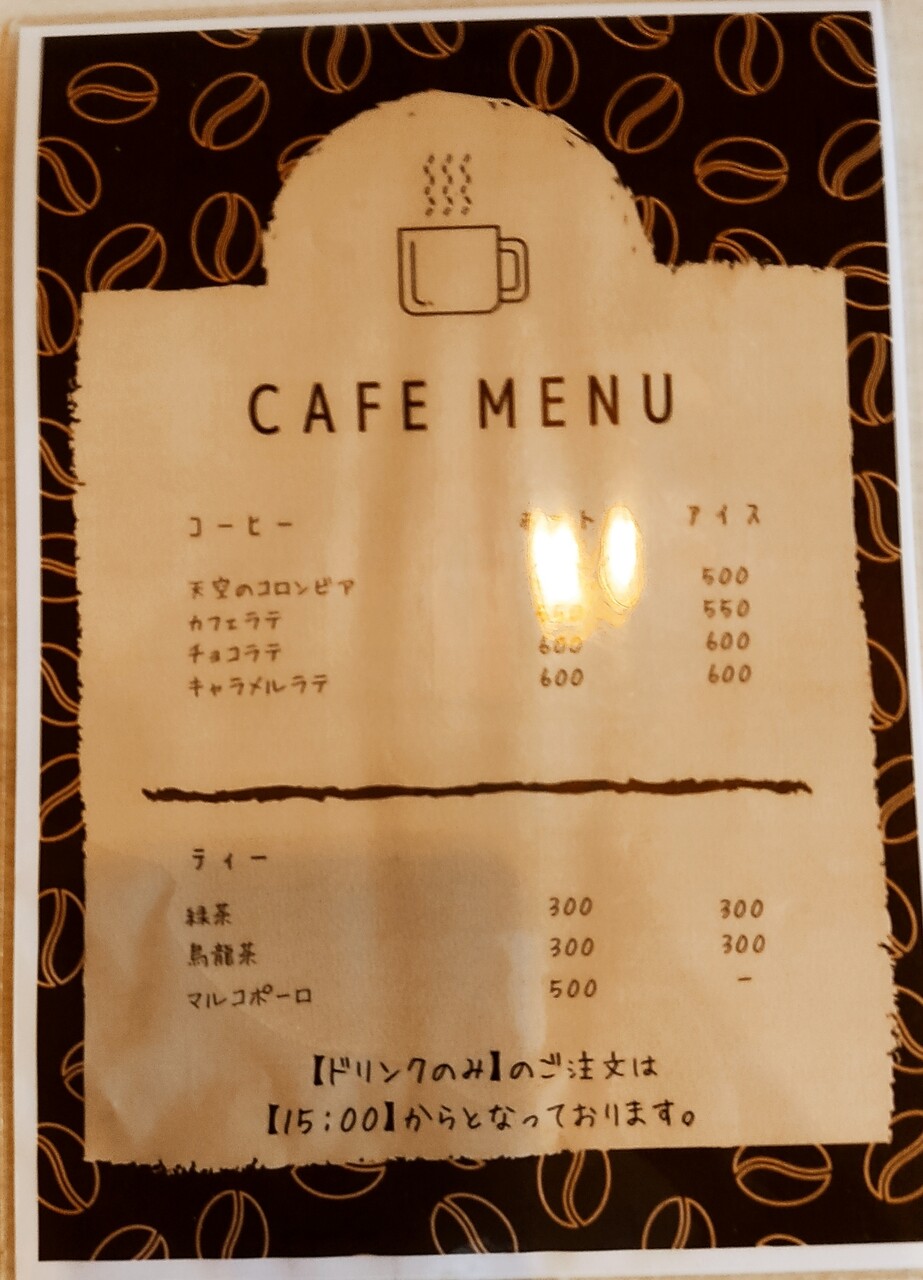 CAFE MENU
コーヒー アイス
天空のコロンビア 500
カフェラテ 550
チョコラテ 600 600
キャラメルラテ 600 600
ティー
緑茶 300 300
烏龍茶 300 300
マルコポーロ 500 -
【ドリンクのみ】のご注文は
【15:00】からとなっております。